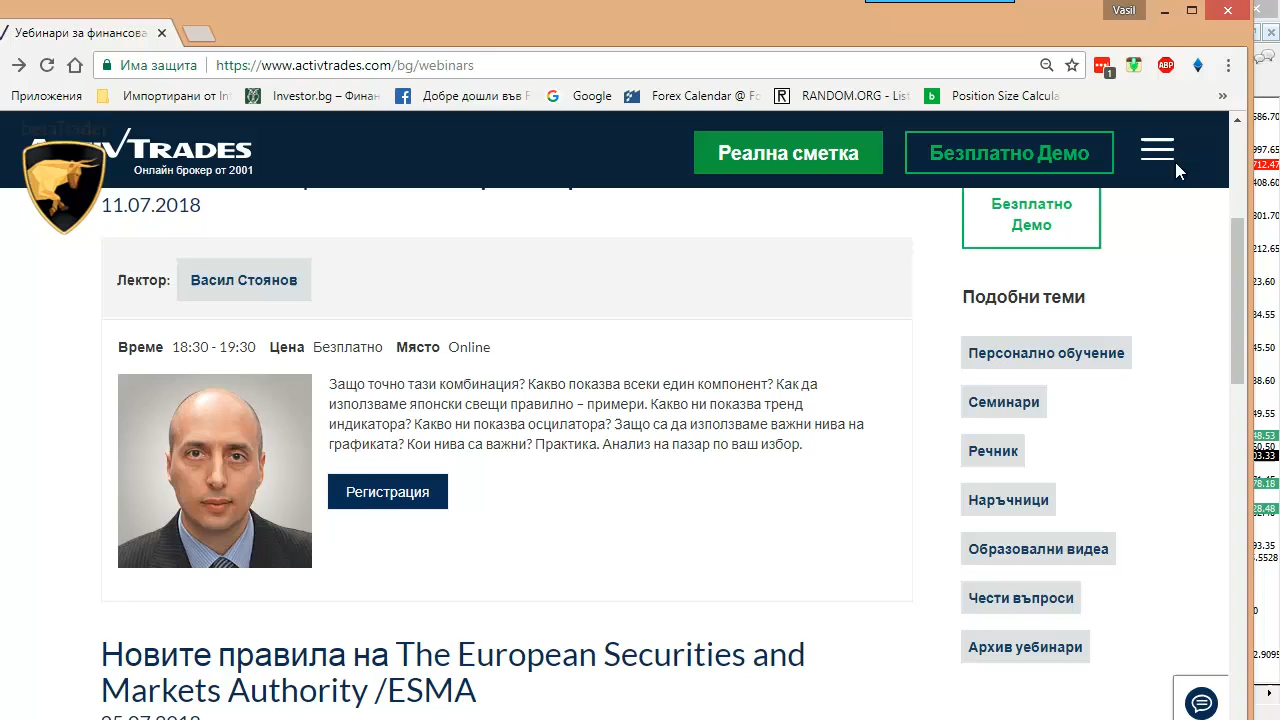 Vasil
Уебинари за финансова
Има защита
https://www.activtrades.com/bg/webinars
1
ABP
Приложения
Импортирани от In
Investor.bg – Финан
Добре дошли във F
Google
Forex Calendar @ Fo
RANDOM.ORG - List
Position Size Calcula
»
betaTrader
ACTIVTRADES
Онлайн брокер от 2001
Реална сметка
Безплатно Демо
11.07.2018
Безплатно
Демо
Лектор: Васил Стоянов
Време 18:30 - 19:30 Цена Безплатно Място Online
Защо точно тази комбинация? Какво показва всеки един компонент? Как да
използваме японски свещи правилно – примери. Какво ни показва тренд
индикатора? Какво ни показва осцилатора? Защо са да използваме важни нива на
графиката? Кои нива са важни? Практика. Анализ на пазар по ваш избор.
Регистрация
Подобни теми
Персонално обучение
Семинари
Речник
Наръчници
Образовални видеа
Чести въпроси
Архив уебинари
Новите правила на The European Securities and
Markets Authority /ESMA